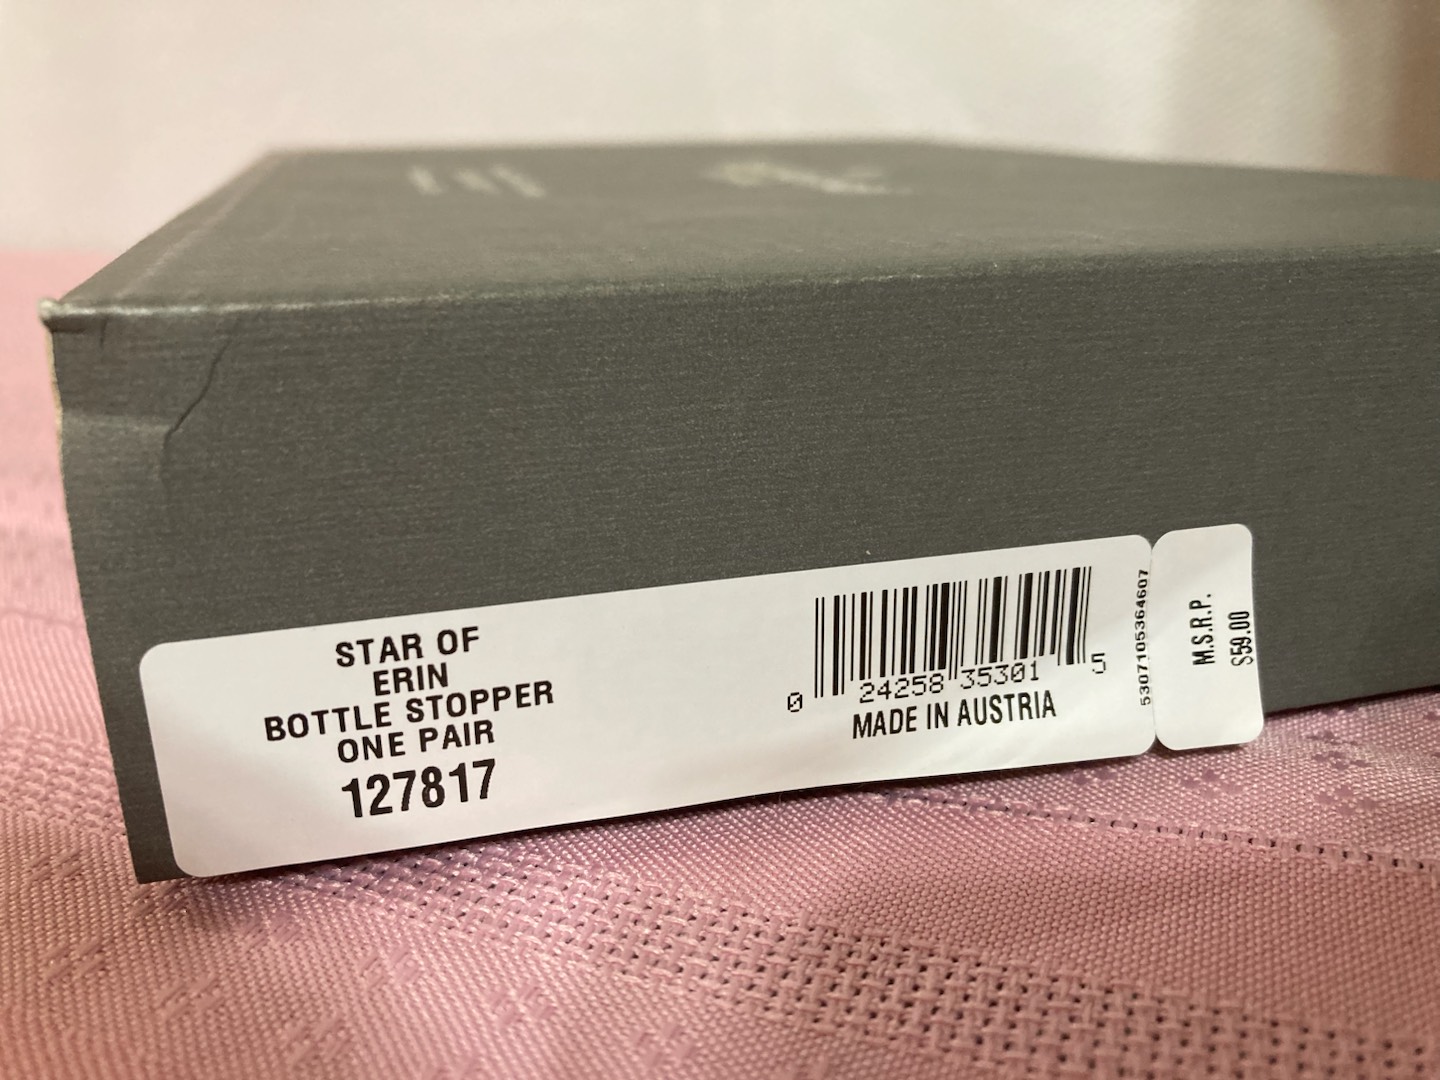 STAR OF
ERIN
BOTTLE STOPPER
ONE PAIR
127817
0 24258 35301 5
MADE IN AUSTRIA
5307105364607
M.S.R.P.
$59.00